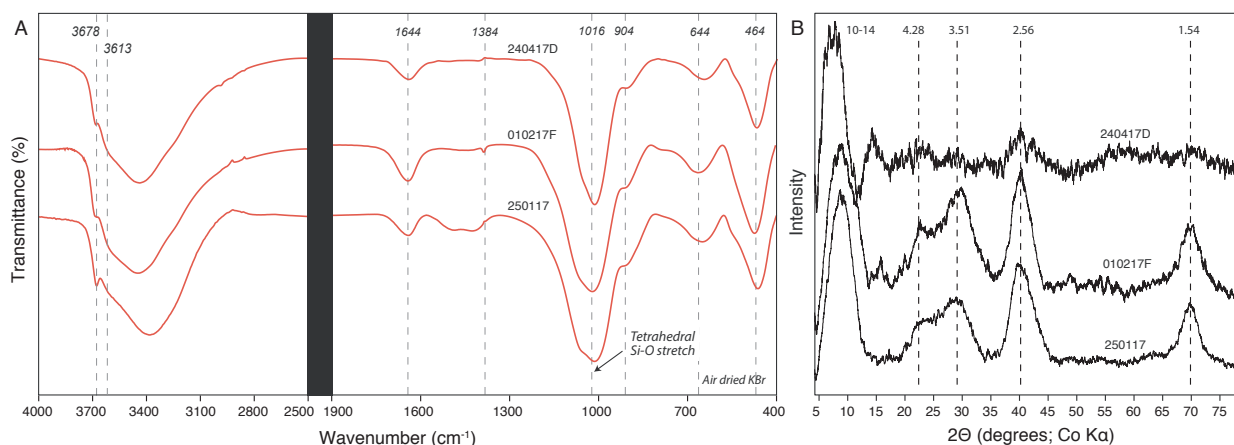 A
3678
3613
1644
1384
1016
904
644
464
240417D
010217F
250117
Tetrahedral
Si-O stretch
Air dried KBr
Transmittance (%)
4000 3700 3400 3100 2500 1900 1300 1000 700 400
Wavenumber (cm⁻¹)
B
10-14 4.28 3.51 2.56 1.54
240417D
010217F
250117
Intensity
5 10 15 20 25 30 35 40 45 50 55 60 65 70 75
2Θ (degrees; Co Kα)